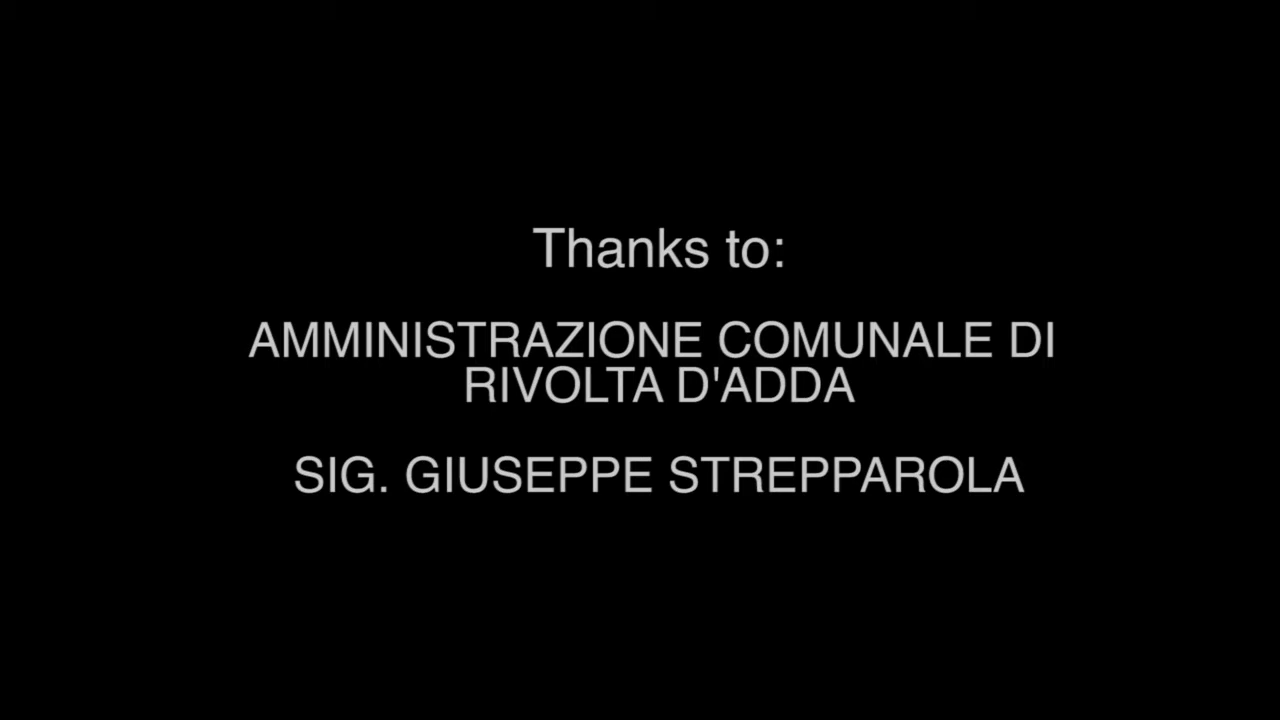 Thanks to:
AMMINISTRAZIONE COMUNALE DI
RIVOLTA D'ADDA
SIG. GIUSEPPE STREPPAROLA